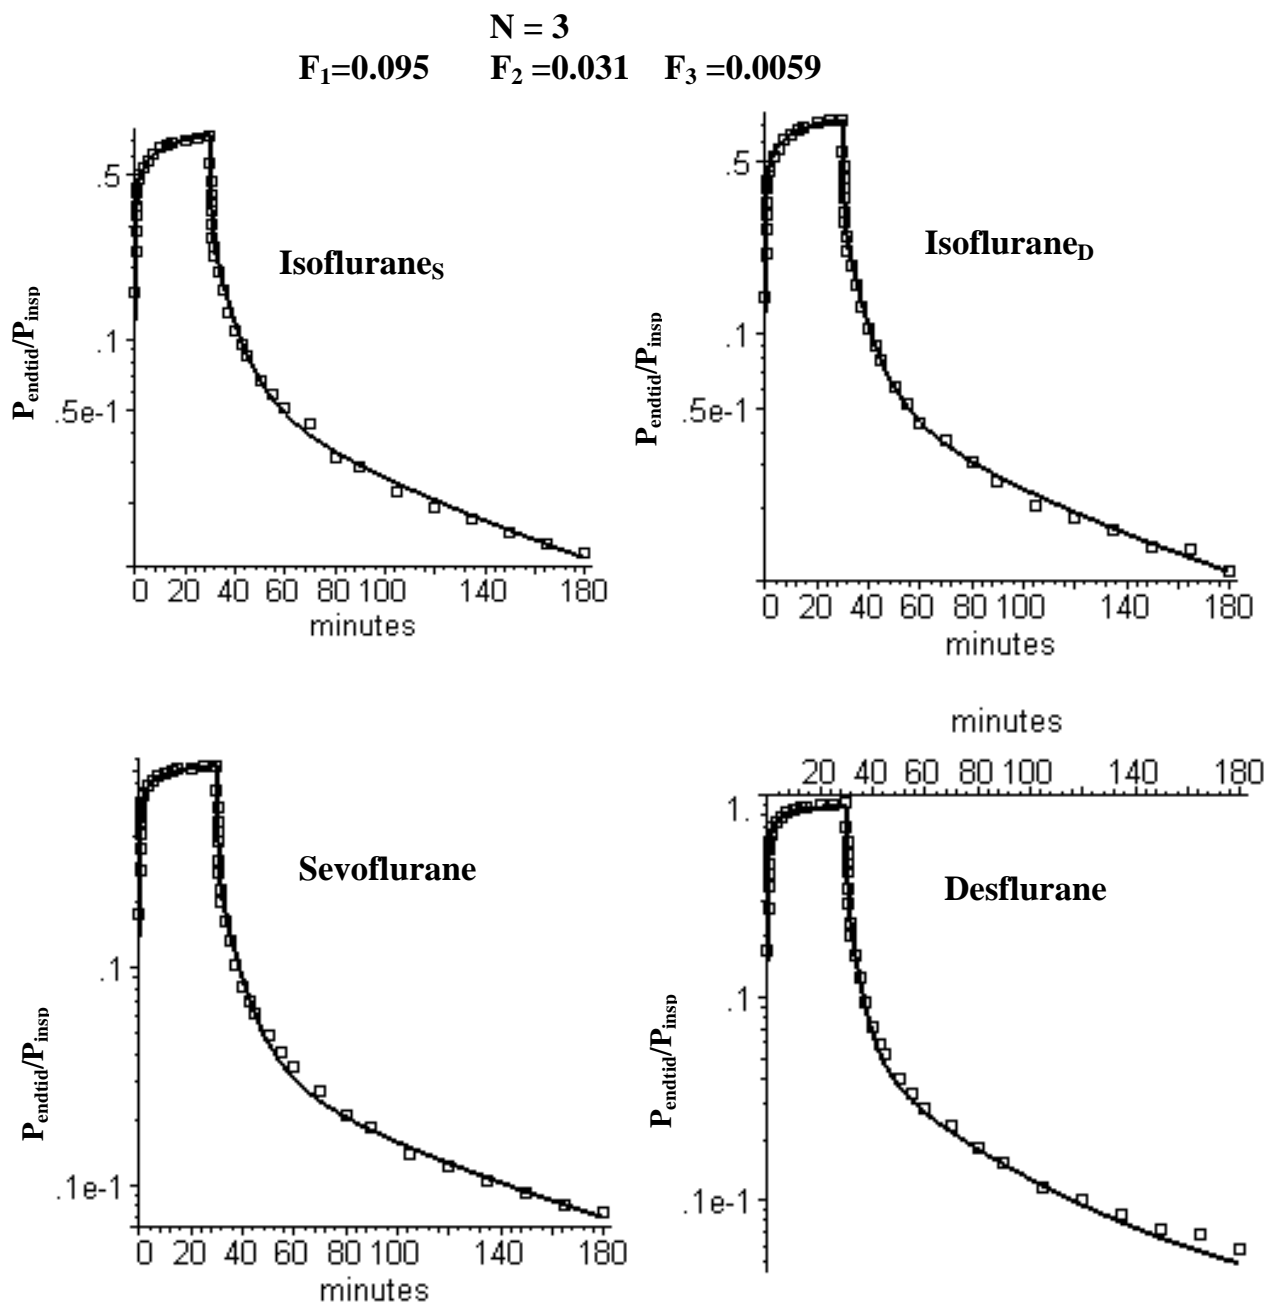 N = 3
F1=0.095 F2 =0.031 F3 =0.0059
.5
.1
.5e-1
Pendtid/Pinsp
IsofluraneS
0 20 40 60 80 100 140 180
minutes
.5
.1
.5e-1
Pendtid/Pinsp
IsofluraneD
0 20 40 60 80 100 140 180
minutes
.1
.1e-1
Pendtid/Pinsp
Sevoflurane
0 20 40 60 80 100 140 180
minutes
minutes
20 40 60 80 100 140 180
1.
.1
.1e-1
Pendtid/Pinsp
Desflurane